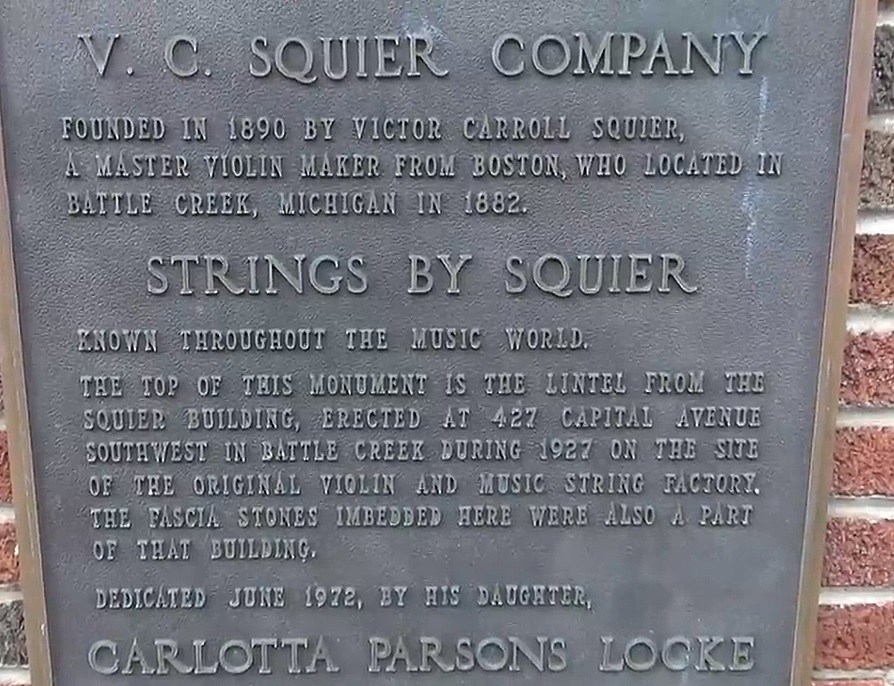 V. C. SQUIER COMPANY
FOUNDED IN 1890 BY VICTOR CARROLL SQUIER,
A MASTER VIOLIN MAKER FROM BOSTON, WHO LOCATED IN
BATTLE CREEK, MICHIGAN IN 1882.
STRINGS BY SQUIER
KNOWN THROUGHOUT THE MUSIC WORLD.
THE TOP OF THIS MONUMENT IS THE LINTEL FROM THE
SQUIER BUILDING, ERECTED AT 427 CAPITAL AVENUE
SOUTHWEST IN BATTLE CREEK DURING 1927 ON THE SITE
OF THE ORIGINAL VIOLIN AND MUSIC STRING FACTORY.
THE FASCIA STONES IMBEDDED HERE WERE ALSO A PART
OF THAT BUILDING.
DEDICATED JUNE 1972, BY HIS DAUGHTER,
CARLOTTA PARSONS LOCKE